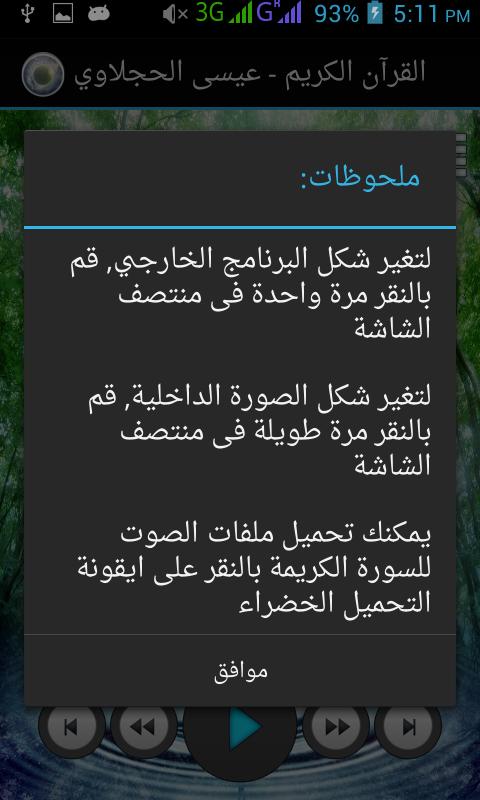 3G G H 93% 5:11 PM
القرآن الكريم - عيسى الحجلاوي
ملحوظات:
لتغير شكل البرنامج الخارجي, قم
بالنقر مرة واحدة فى منتصف
الشاشة
لتغير شكل الصورة الداخلية, قم
بالنقر مرة طويلة فى منتصف
الشاشة
يمكنك تحميل ملفات الصوت
للسورة الكريمة بالنقر على ايقونة
التحميل الخضراء
موافق